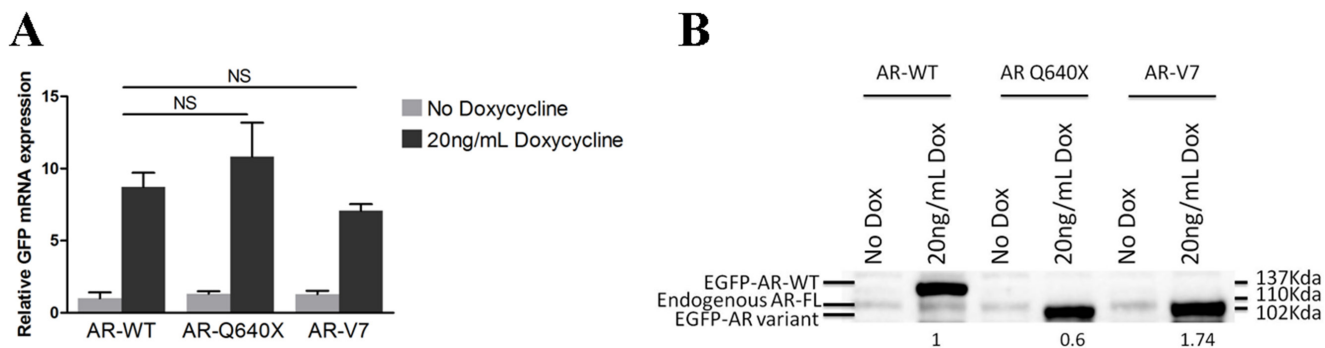 A
NS
NS
Relative GFP mRNA expression
15
10
5
0
AR-WT
AR-Q640X
AR-V7
No Doxycycline
20ng/mL Doxycycline
B
AR-WT
AR Q640X
AR-V7
No Dox
20ng/mL Dox
No Dox
20ng/mL Dox
No Dox
20ng/mL Dox
EGFP-AR-WT
Endogenous AR-FL
EGFP-AR variant
137Kda
110Kda
102Kda
1
0.6
1.74